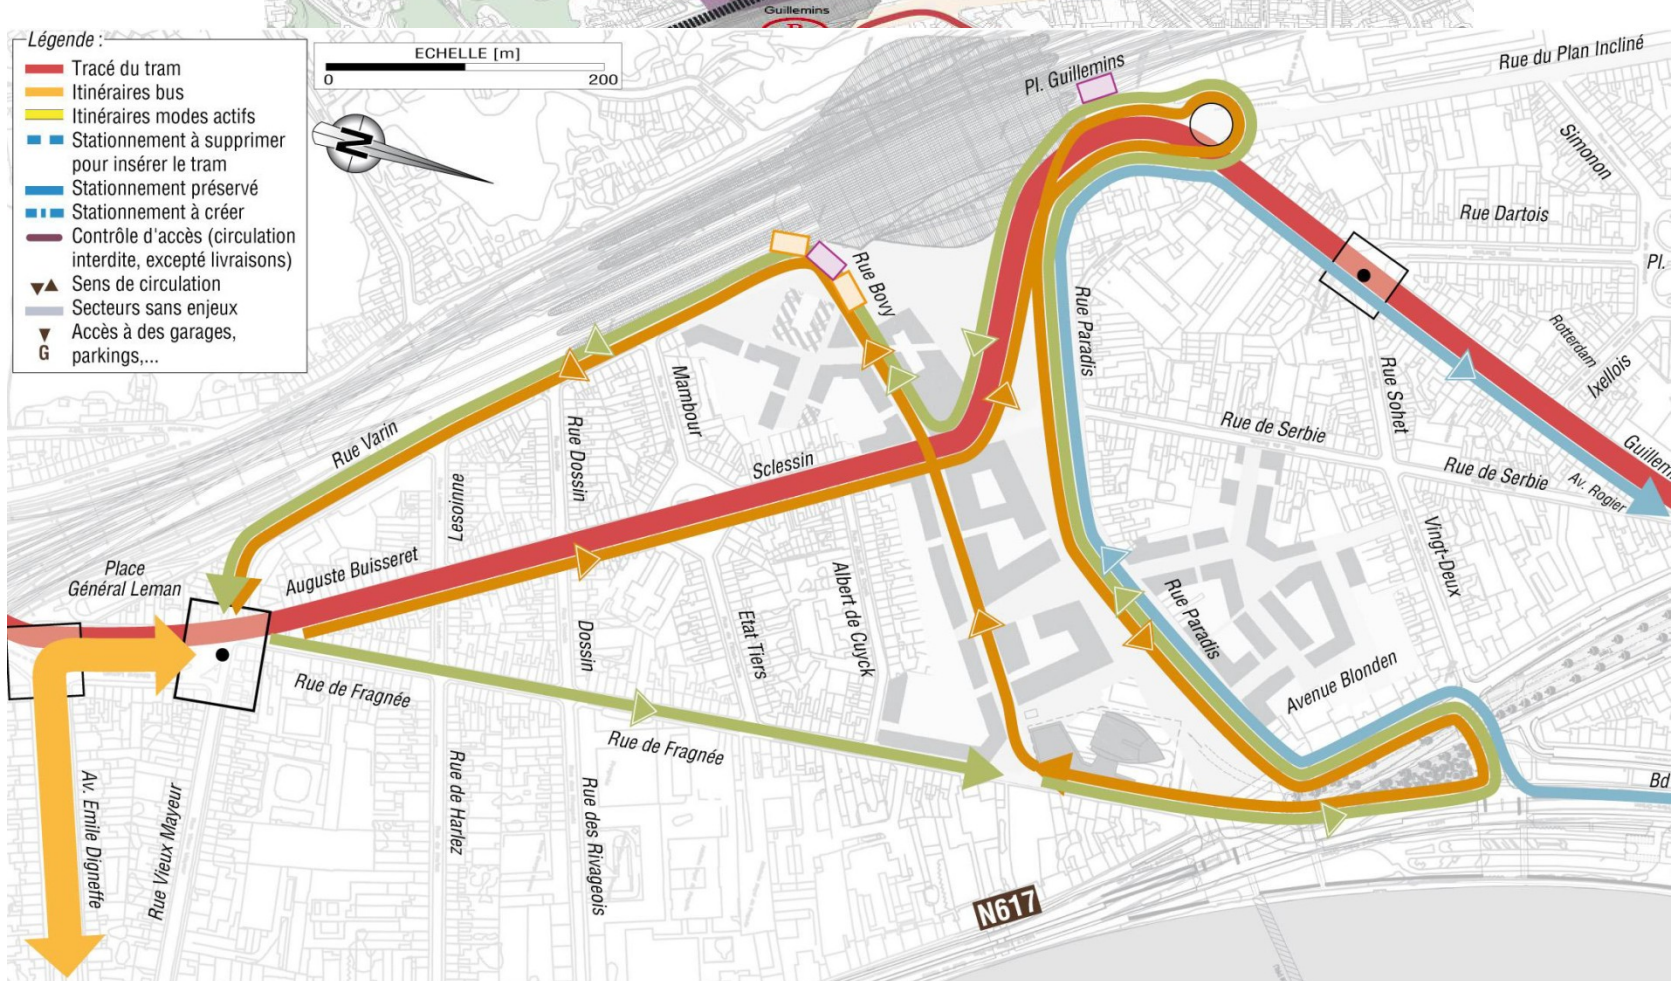 Guillemins
B
Légende :
Tracé du tram
Itinéraires bus
Itinéraires modes actifs
Stationnement à supprimer
pour insérer le tram
Stationnement préservé
Stationnement à créer
Contrôle d'accès (circulation
interdite, excepté livraisons)
Sens de circulation
Secteurs sans enjeux
Accès à des garages,
G parkings,...
ECHELLE [m]
0 200
N
Pl. Guillemins
Rue du Plan Incliné
Simonon
Rue Dartois
Pl.
Rue Bovy
Rue Paradis
Rotterdam
Ixellois
Rue Sohet
Mambour
Rue de Serbie
Rue Varin
Rue Dossin
Sclessin
Rue de Serbie
Guillem
Av. Rogier
Lesoinne
Vingt-Deux
Place
Général Leman
Auguste Buisseret
Albert de Cuyck
Rue Paradis
Dossin
Etat Tiers
Avenue Blonden
Rue de Fragnée
Rue de Fragnée
Bd
Av. Emile Digneffe
Rue Vieux Mayeur
Rue de Harlez
Rue des Rivageois
N617